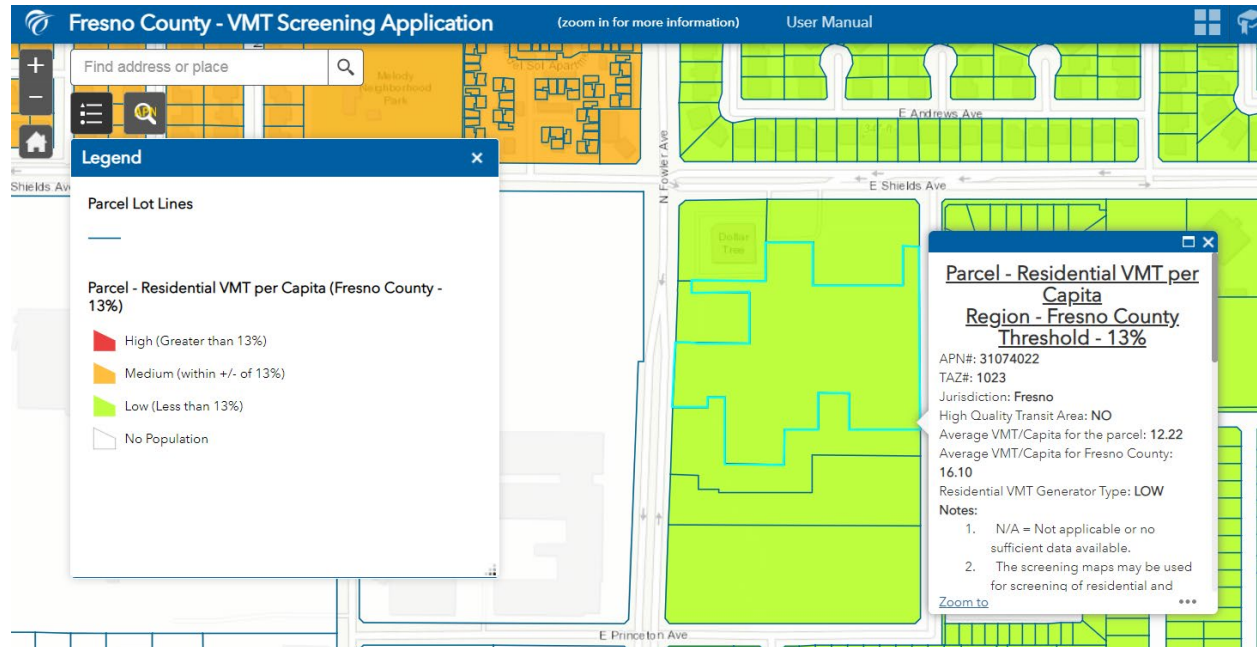 Fresno County - VMT Screening Application
(zoom in for more information)
User Manual
+
Find address or place
−
APN
Legend
×
Parcel Lot Lines
Parcel - Residential VMT per Capita (Fresno County -
13%)
High (Greater than 13%)
Medium (within +/- of 13%)
Low (Less than 13%)
No Population
Melody
Neighborhood
Park
el Sol Apart
E Andrews Ave
Shields Av
N Fowler Ave
E Shields Ave
Dollar
Tree
E Princeton Ave
Parcel - Residential VMT per
Capita
Region - Fresno County
Threshold - 13%
APN#: 31074022
TAZ#: 1023
Jurisdiction: Fresno
High Quality Transit Area: NO
Average VMT/Capita for the parcel: 12.22
Average VMT/Capita for Fresno County:
16.10
Residential VMT Generator Type: LOW
Notes:
1. N/A = Not applicable or no
sufficient data available.
2. The screening maps may be used
for screening of residential and
Zoom to
•••